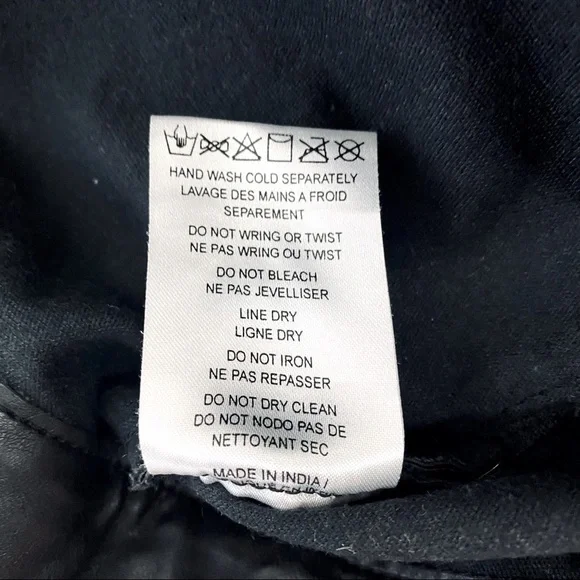 HAND WASH COLD SEPARATELY
LAVAGE DES MAINS A FROID
SEPAREMENT
DO NOT WRING OR TWIST
NE PAS WRING OU TWIST
DO NOT BLEACH
NE PAS JEVELLISER
LINE DRY
LIGNE DRY
DO NOT IRON
NE PAS REPASSER
DO NOT DRY CLEAN
DO NOT NODO PAS DE
NETTOYANT SEC
MADE IN INDIA /